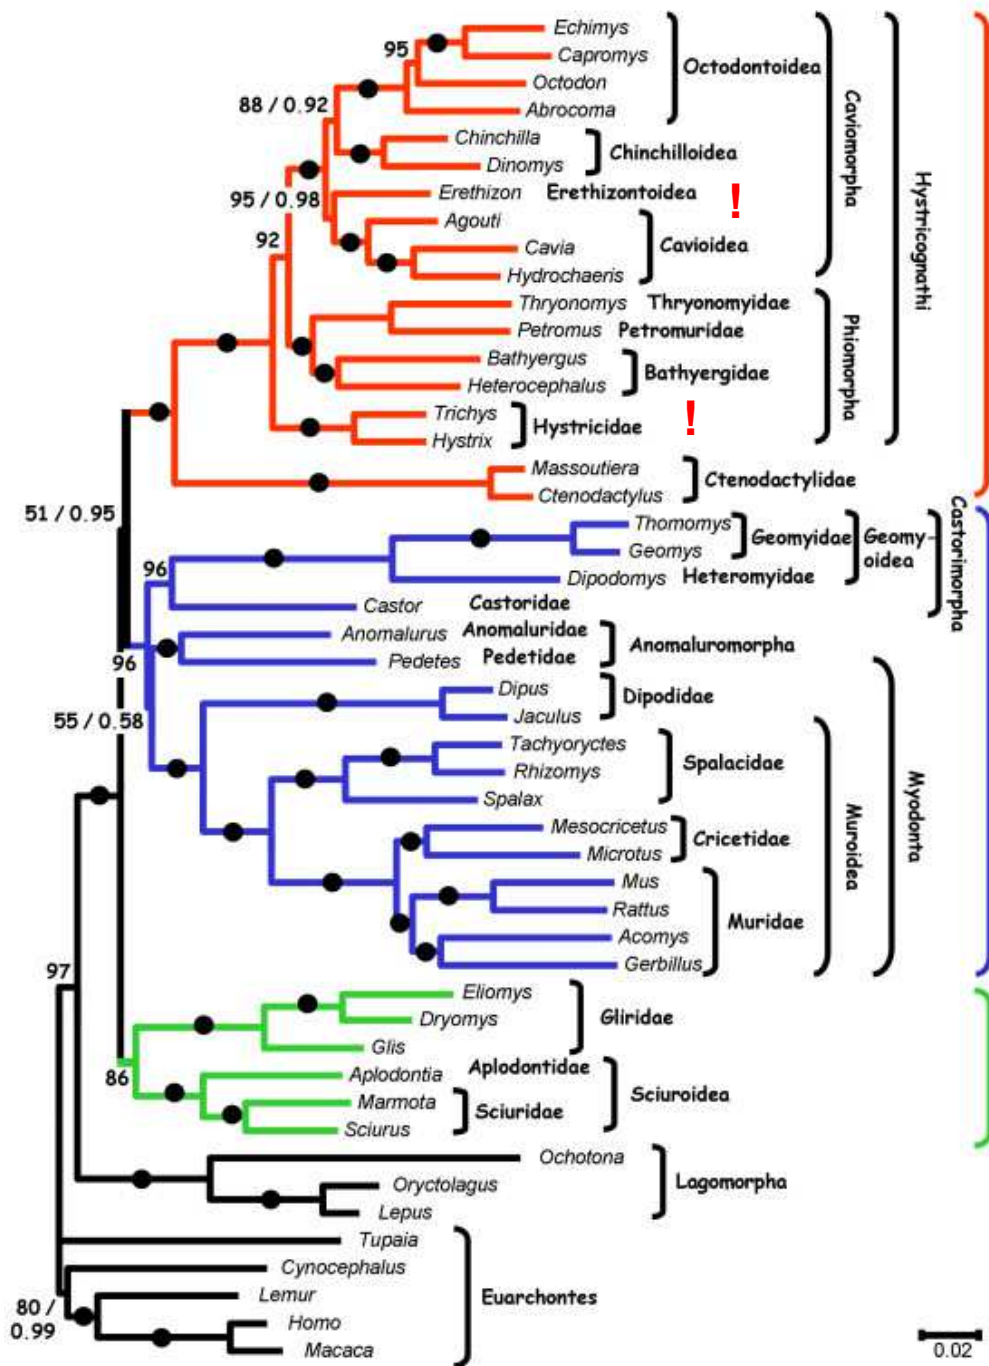 Echimys
95
Capromys
Octodontoidea
Octodon
88 / 0.92
Abrocoma
Chinchilla
Chinchilloidea
Dinomys
Caviomorpha
Erethizon Erethizontoidea !
95 / 0.98
Agouti
Cavioidea
92
Cavia
Hydrochaeris
Hystricognathi
Thryonomys Thryonomyidae
Petromus Petromuridae
Bathyergus
Bathyergidae
Heterocephalus
Phiomorpha
Trichys
Hystricidae !
Hystrix
Massoutiera
Ctenodactylidae
Ctenodactylus
51 / 0.95
Thomomys
Geomyidae
Geomy-
oidea
Geomys
96
Dipodomys Heteromyidae
Castorimorpha
Castor Castoridae
Anomalurus Anomaluridae
Anomaluromorpha
96
Pedetes Pedetidae
Dipus
Dipodidae
55 / 0.58
Jaculus
Tachyoryctes
Spalacidae
Rhizomys
Spalax
Myodonta
Muroidea
Mesocricetus
Cricetidae
Microtus
Mus
Rattus
Muridae
Acomys
Gerbillus
97
Eliomys
Gliridae
Dryomys
Glis
86
Aplodontia Aplodontidae
Sciuroidea
Marmota
Sciuridae
Sciurus
Ochotona
Lagomorpha
Oryctolagus
Lepus
Tupaia
Cynocephalus
Euarchontes
Lemur
80 /
0.99
Homo
Macaca
0.02